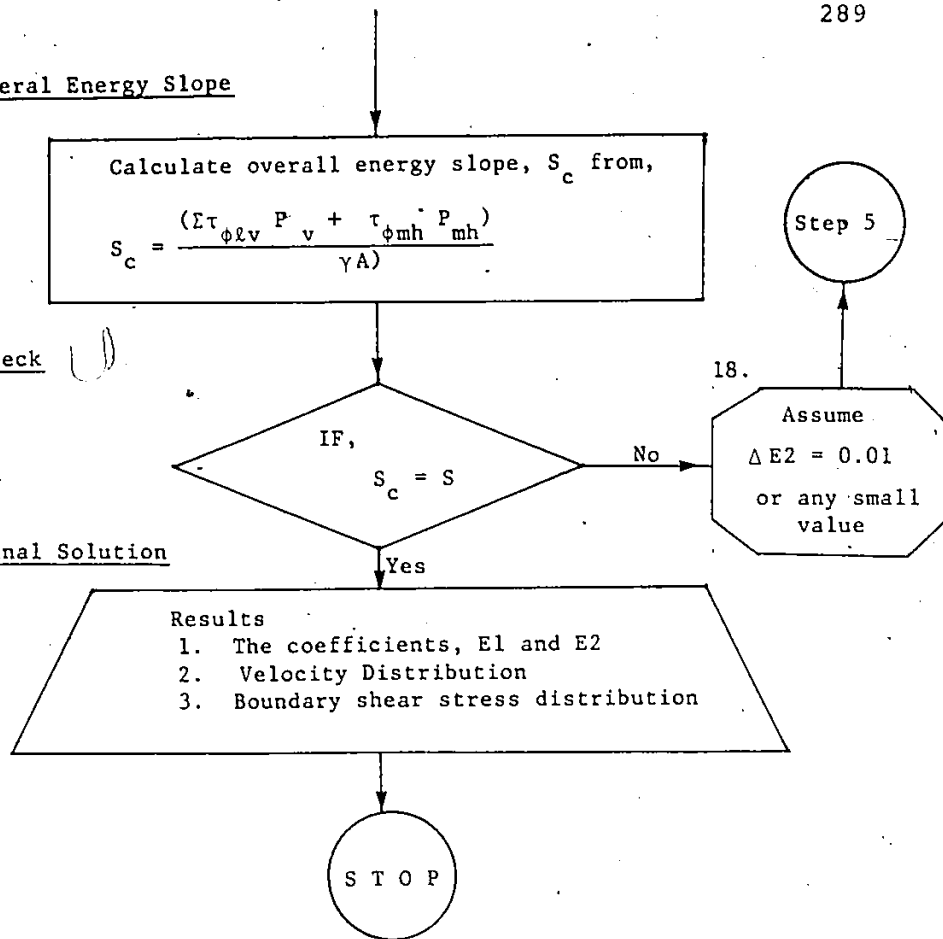 289
eral Energy Slope
Calculate overall energy slope, S_c from,
S_c = (Στ_ϕℓv P_v + τ_ϕmh P_mh) / γA)
Step 5
eck
18.
Assume
Δ E2 = 0.01
or any small
value
IF,
S_c = S
No
nal Solution
Yes
Results
1. The coefficients, E1 and E2
2. Velocity Distribution
3. Boundary shear stress distribution
S T O P